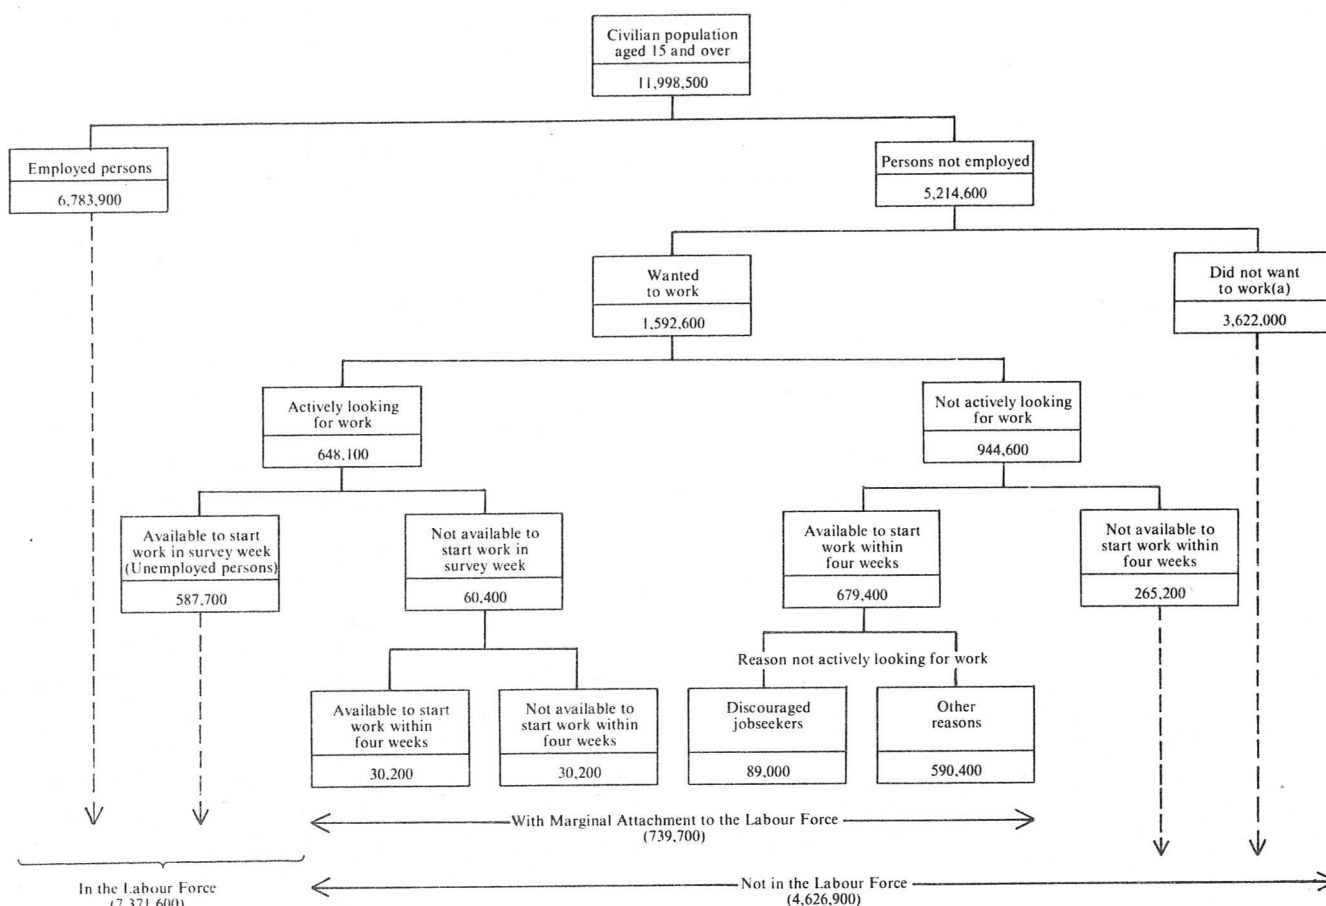 Civilian population
aged 15 and over
11,998,500
Employed persons
6,783,900
Persons not employed
5,214,600
Wanted
to work
1,592,600
Did not want
to work(a)
3,622,000
Actively looking
for work
648,100
Not actively looking
for work
944,600
Available to start
work in survey week
(Unemployed persons)
587,700
Not available to
start work in
survey week
60,400
Available to start
work within
four weeks
679,400
Not available to
start work within
four weeks
265,200
Reason not actively looking for work
Available to start
work within
four weeks
30,200
Not available to
start work within
four weeks
30,200
Discouraged
jobseekers
89,000
Other
reasons
590,400
With Marginal Attachment to the Labour Force
(739,700)
In the Labour Force
(7,371,600)
Not in the Labour Force
(4,626,900)